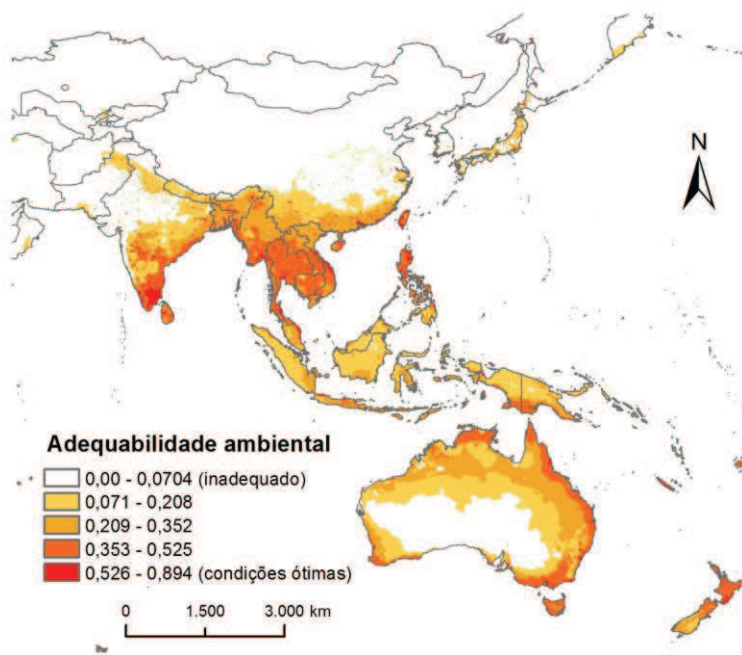 N
Adequabilidade ambiental
0,00 - 0,0704 (inadequado)
0,071 - 0,208
0,209 - 0,352
0,353 - 0,525
0,526 - 0,894 (condições ótimas)
0 1.500 3.000 km